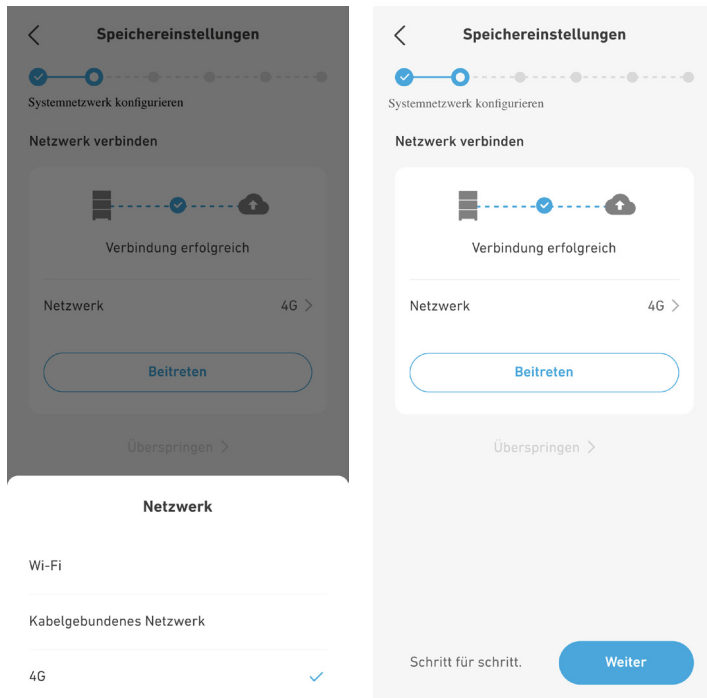 Speichereinstellungen
Systemnetzwerk konfigurieren
Netzwerk verbinden
Verbindung erfolgreich
Netzwerk 4G
Beitreten
Überspringen
Netzwerk
Wi-Fi
Kabelgebundenes Netzwerk
4G
Speichereinstellungen
Systemnetzwerk konfigurieren
Netzwerk verbinden
Verbindung erfolgreich
Netzwerk 4G
Beitreten
Überspringen
Schritt für schritt. Weiter